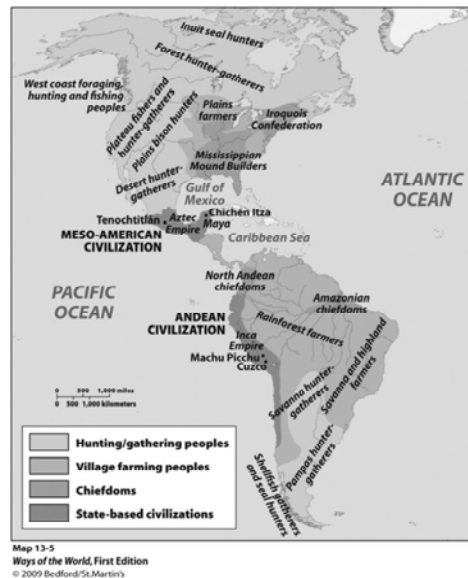 Inuit seal hunters
Forest hunter-gatherers
West coast foraging,
hunting and fishing
peoples
Plateau fishers and
hunter-gatherers
Plains bison hunters
Plains
farmers
Iroquois
Confederation
Mississippian
Mound Builders
Desert hunter-
gatherers
Gulf of
Mexico
ATLANTIC
OCEAN
Tenochtitlán
Aztec
Empire
Chichén Itza
Maya
MESO-AMERICAN
CIVILIZATION
Caribbean Sea
PACIFIC
OCEAN
North Andean
chiefdoms
Amazonian
chiefdoms
ANDEAN
CIVILIZATION
Rainforest farmers
Inca
Empire
Machu Picchu
Cuzco
Savanna hunter-
gatherers
Savanna and highland
farmers
Pampas hunter-
gatherers
Shellfish gatherers
and seal hunters
0 500 1,000 miles
0 500 1,000 kilometers
Hunting/gathering peoples
Village farming peoples
Chiefdoms
State-based civilizations
Map 13-5
Ways of the World, First Edition
© 2009 Bedford/St.Martin's